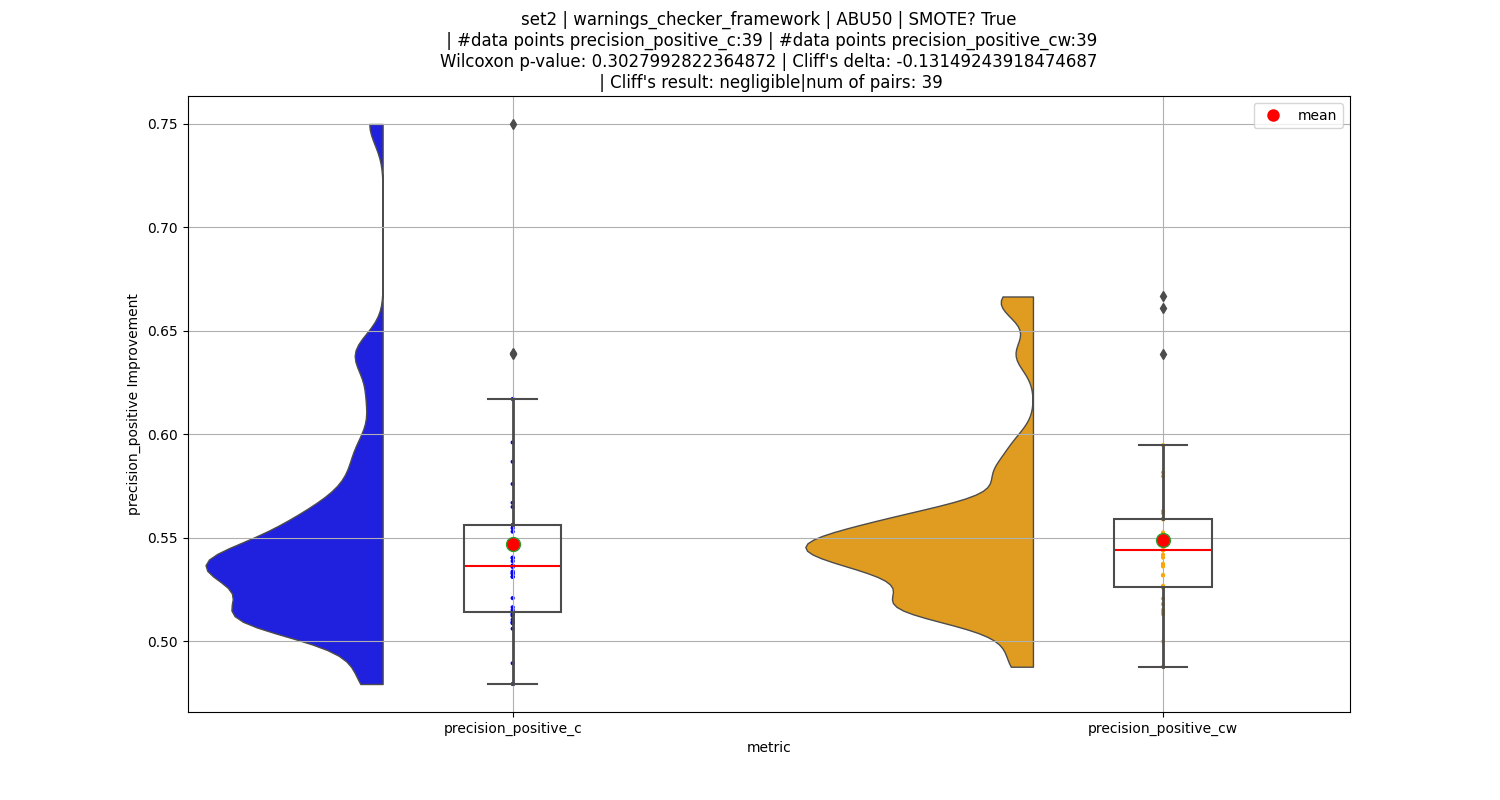 set2 | warnings_checker_framework | ABU50 | SMOTE? True
| #data points precision_positive_c:39 | #data points precision_positive_cw:39
Wilcoxon p-value: 0.3027992822364872 | Cliff's delta: -0.13149243918474687
| Cliff's result: negligible|num of pairs: 39
mean
0.75
0.70
0.65
0.60
0.55
0.50
precision_positive Improvement
precision_positive_c
precision_positive_cw
metric